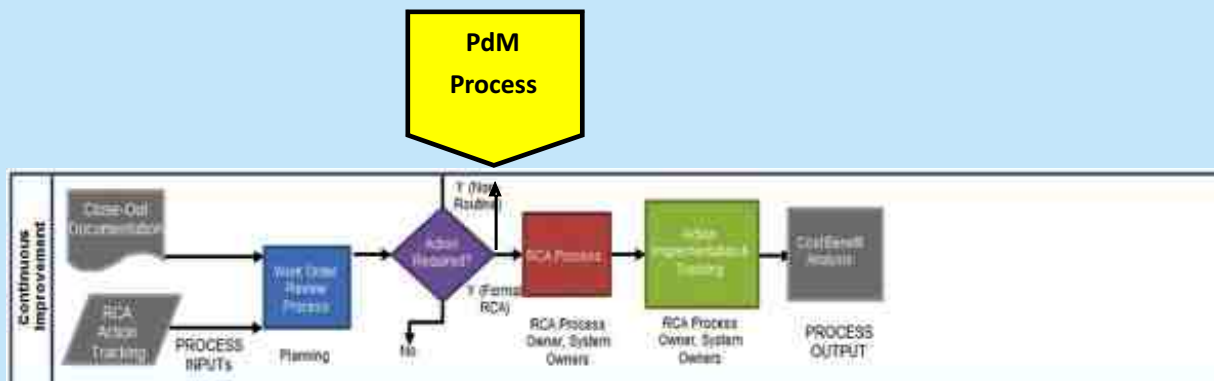 PdM
Process
Continuous
Improvement
Close-Out
Documentation
RCA
Action
Tracking
PROCESS
INPUTs
Work Order
Review
Process
Planning
Action
Required?
Y (Non
Routine)
Y (Formal
RCA)
No
RCA Process
RCA Process
Owner, System
Owners
Action
Implementation &
Tracking
RCA Process
Owner, System
Owners
Cost Benefit
Analysis
PROCESS
OUTPUT